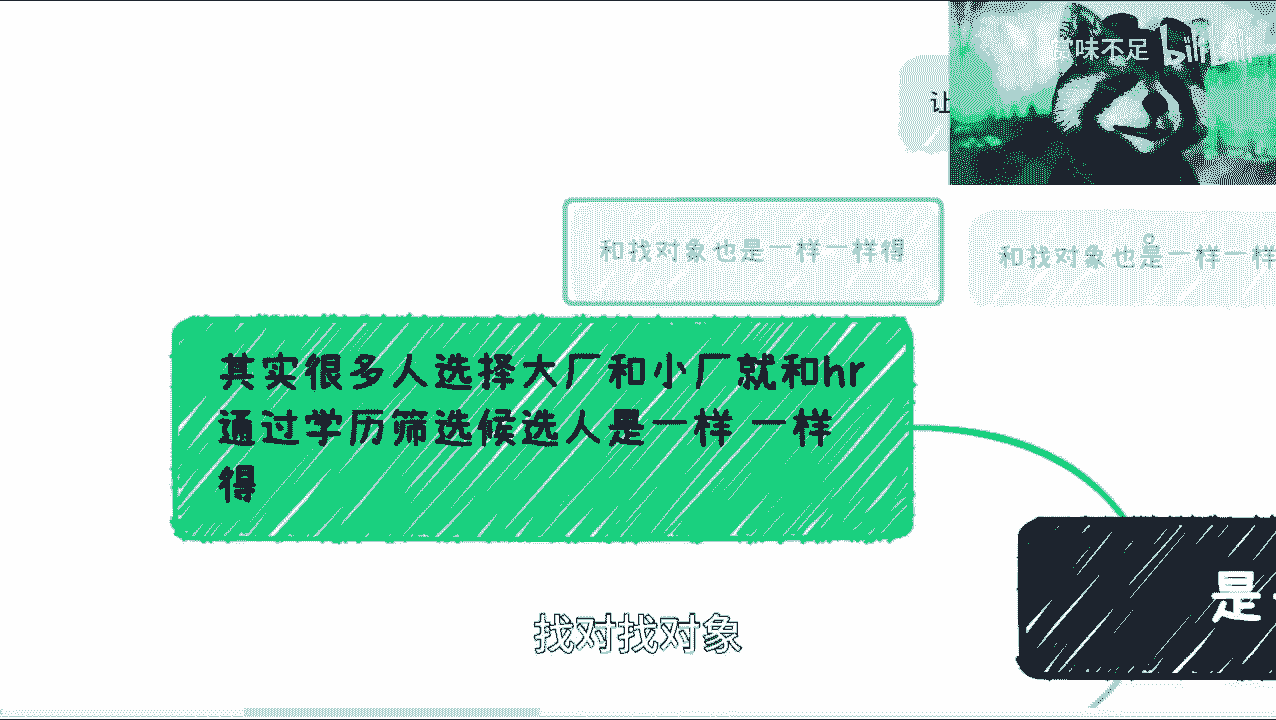 味不足 bili
让
和找对象也是一样一样得
和找对象也是一样一样
其实很多人选择大厂和小厂就和hr
通过学历筛选候选人是一样 一样
得
是
找对找对象